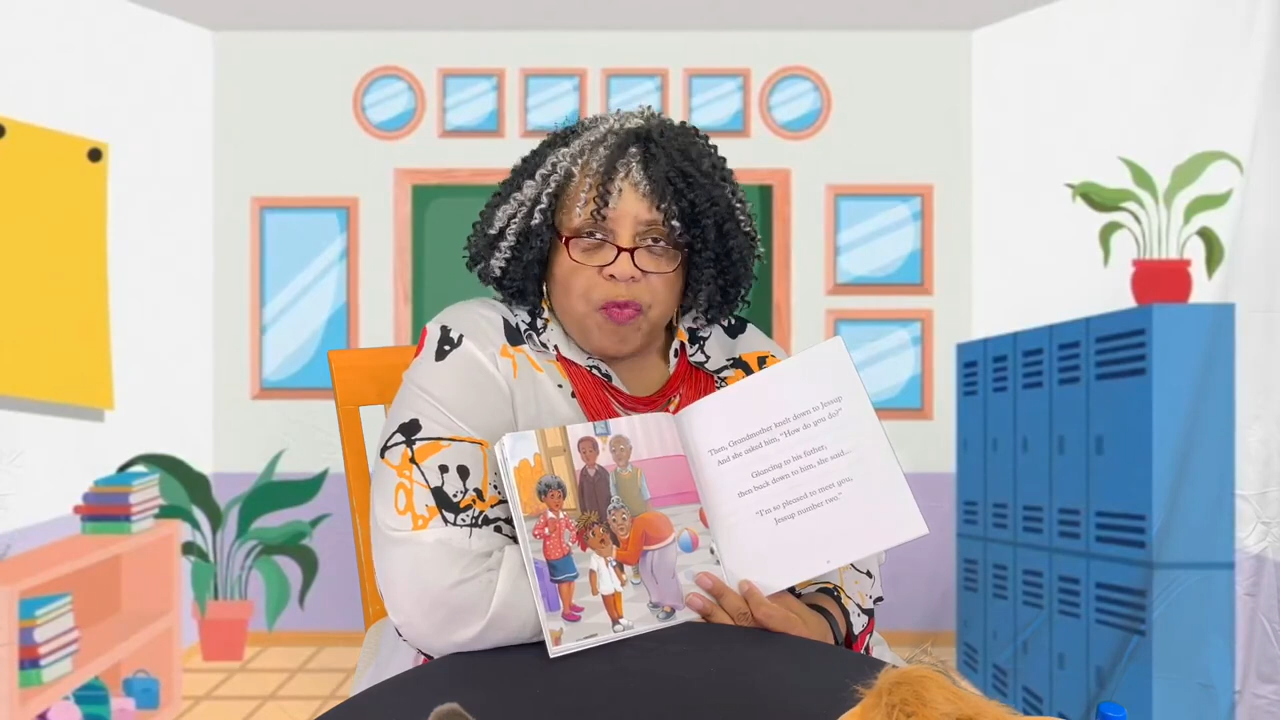 Then, Grandmother knelt down to Jessup
And she asked him, "How do you do?"
Glancing to his father,
then back down to him, she said...
"I'm so pleased to meet you,
Jessup number two."